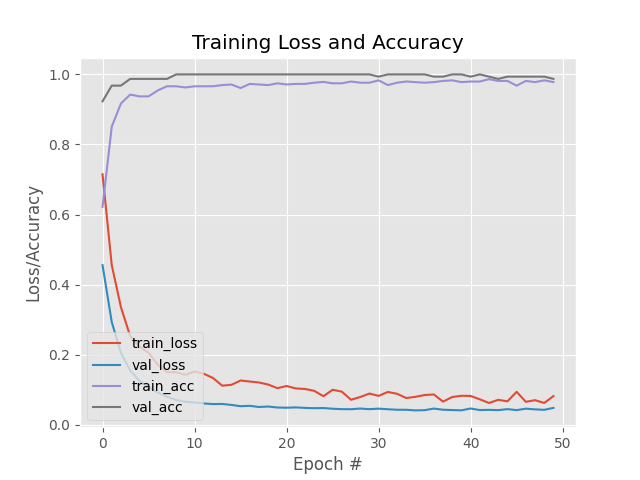 Training Loss and Accuracy
1.0
0.8
0.6
0.4
0.2
0.0
Loss/Accuracy
train_loss
val_loss
train_acc
val_acc
0 10 20 30 40 50
Epoch #